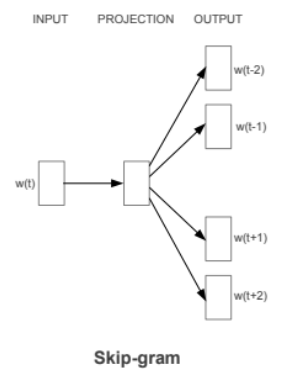 INPUT PROJECTION OUTPUT
w(t-2)
w(t-1)
w(t)
w(t+1)
w(t+2)
Skip-gram